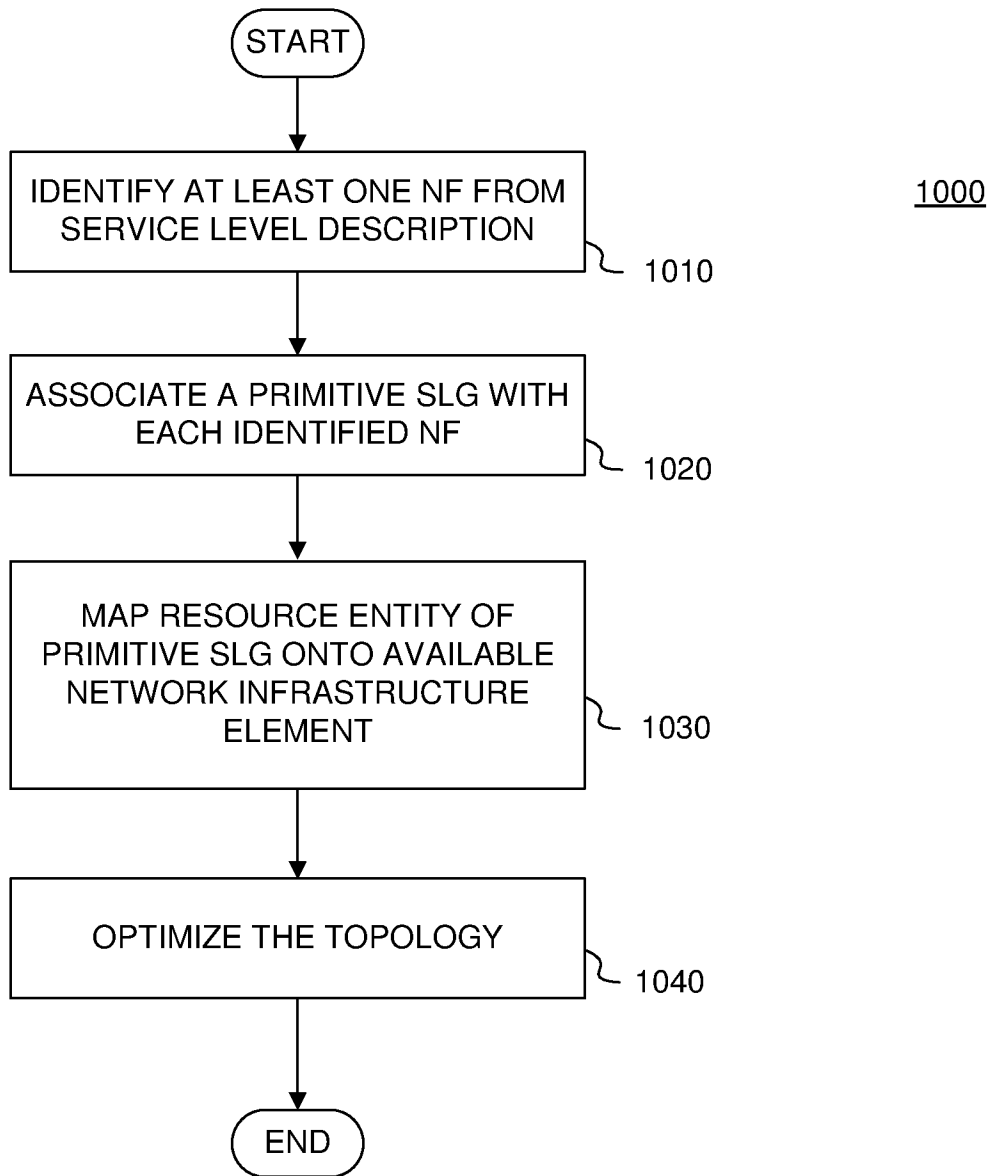 START
IDENTIFY AT LEAST ONE NF FROM
SERVICE LEVEL DESCRIPTION
1000
1010
ASSOCIATE A PRIMITIVE SLG WITH
EACH IDENTIFIED NF
1020
MAP RESOURCE ENTITY OF
PRIMITIVE SLG ONTO AVAILABLE
NETWORK INFRASTRUCTURE
ELEMENT
1030
OPTIMIZE THE TOPOLOGY
1040
END